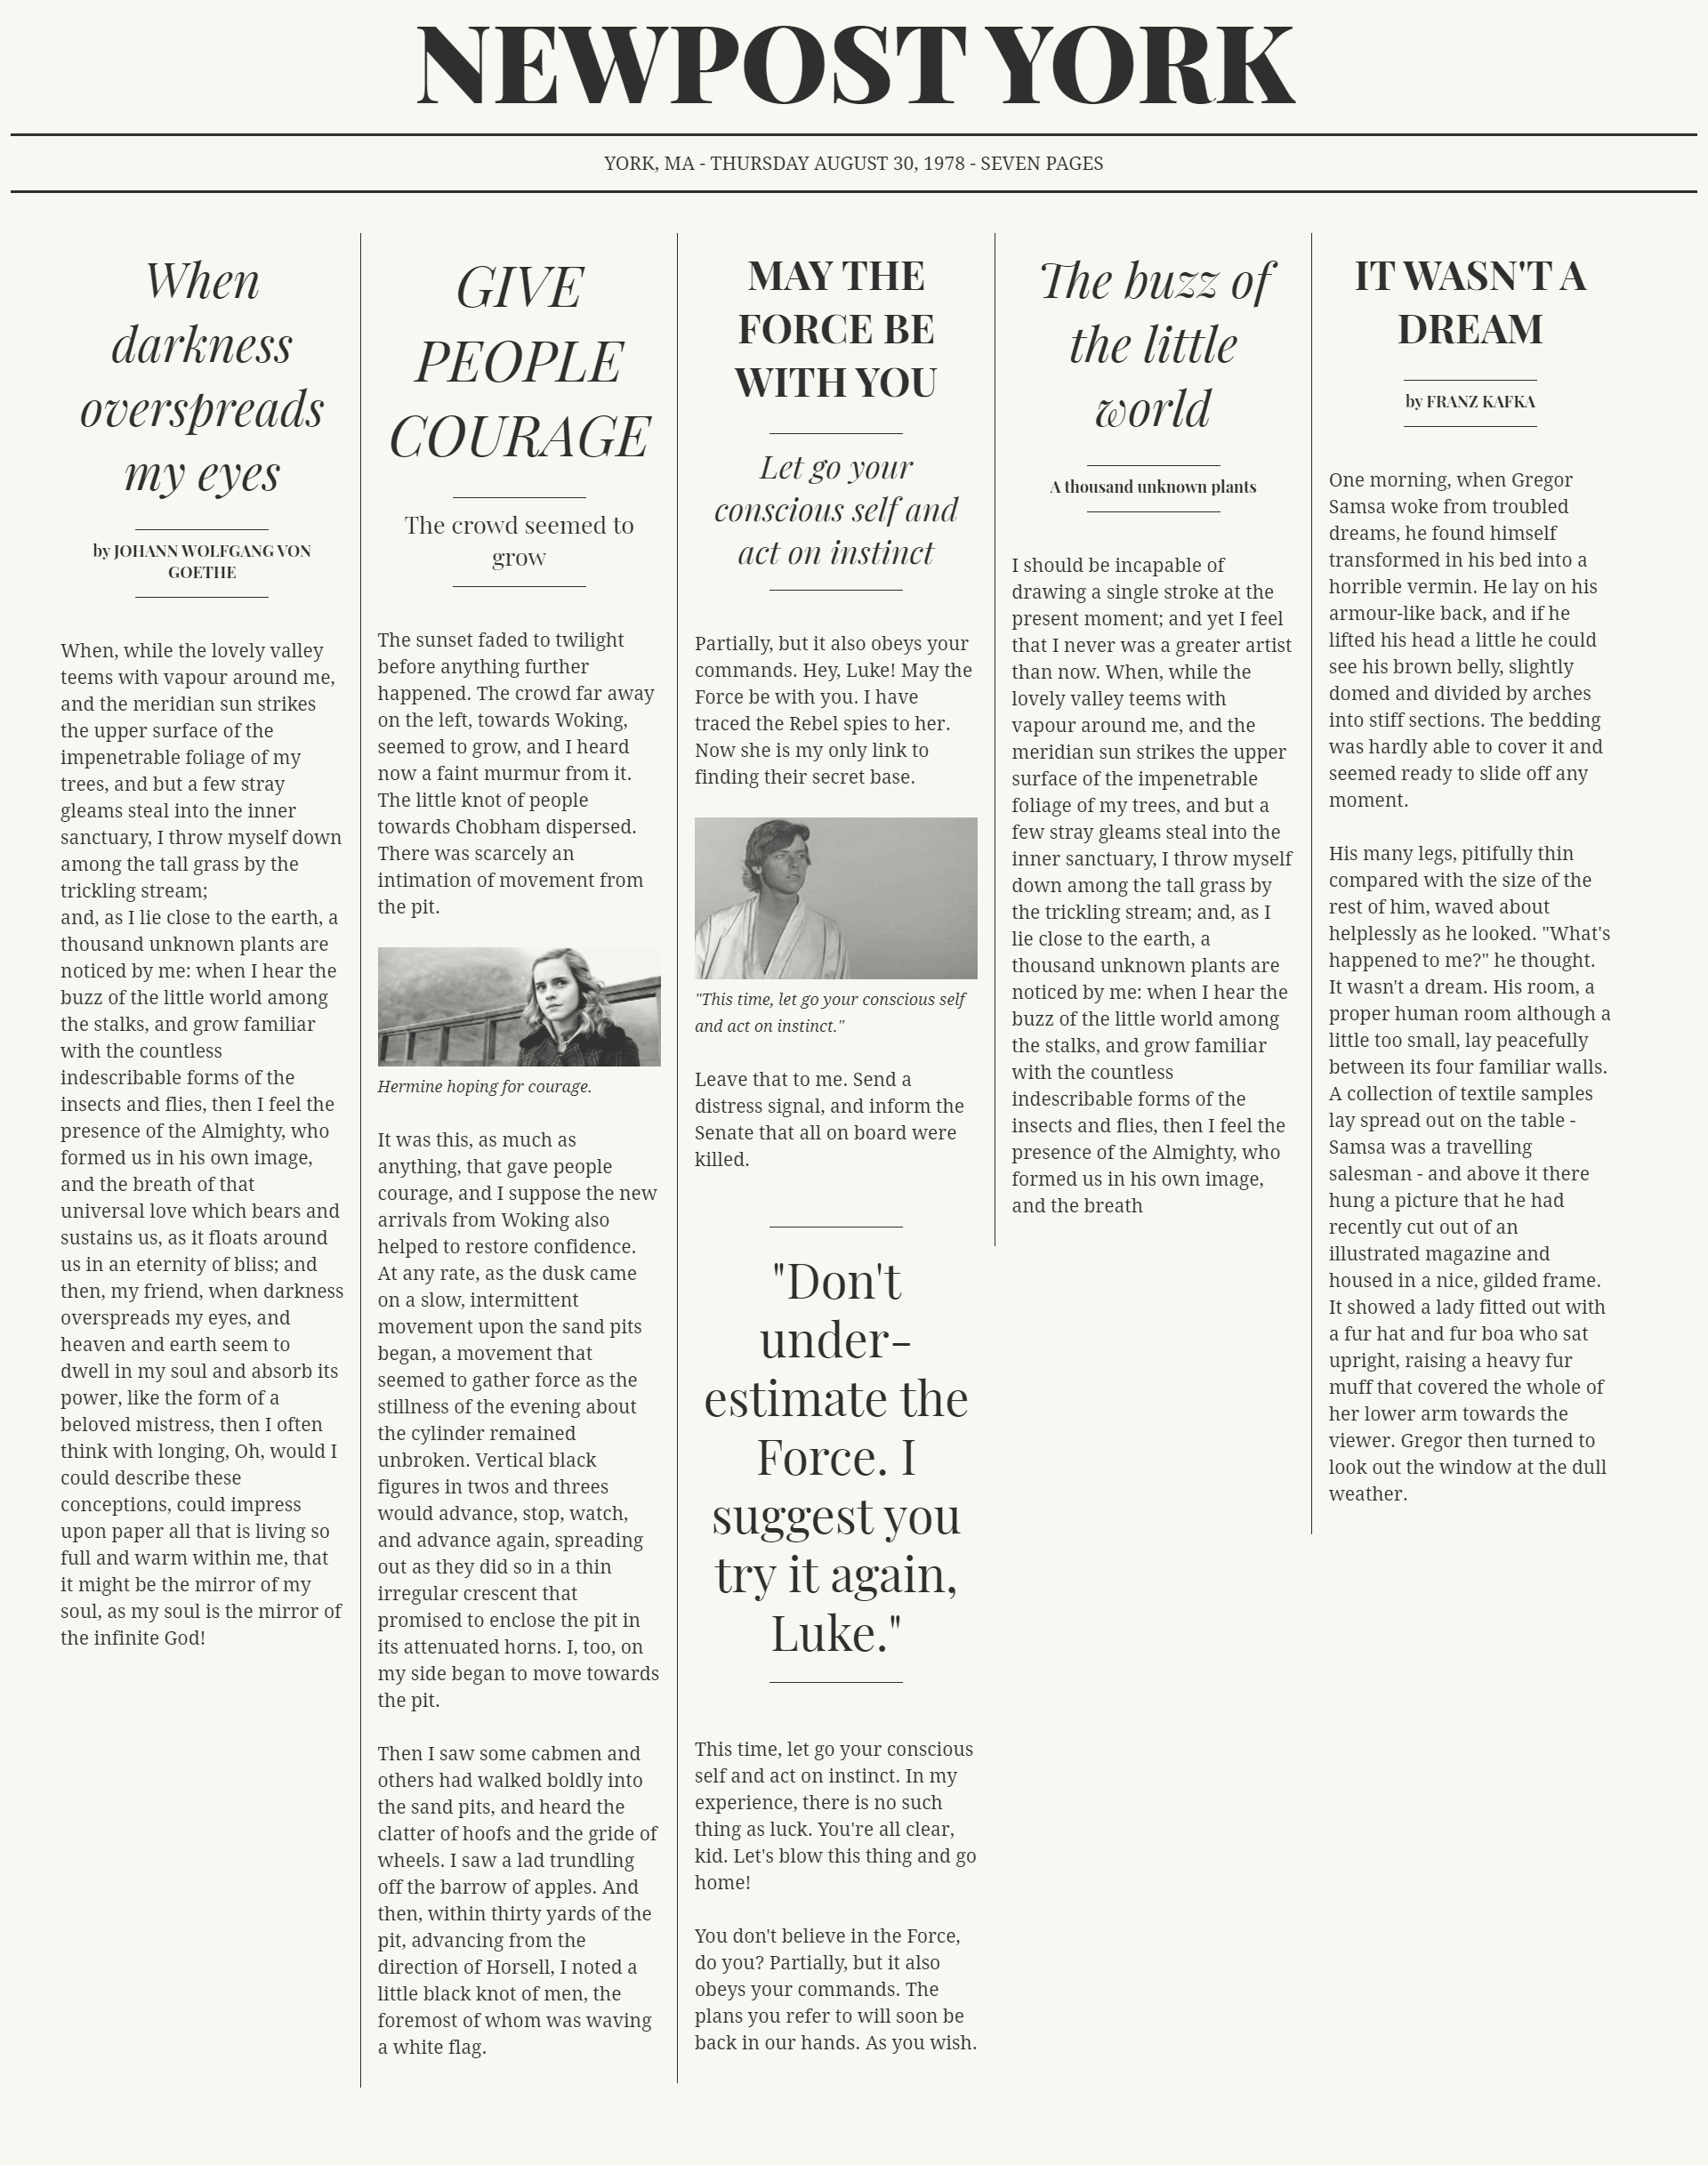 NEWPOST YORK
YORK, MA - THURSDAY AUGUST 30, 1978 - SEVEN PAGES
When
darkness
overspreads
my eyes
by JOHANN WOLFGANG VON
GOETHE
When, while the lovely valley
teems with vapour around me,
and the meridian sun strikes
the upper surface of the
impenetrable foliage of my
trees, and but a few stray
gleams steal into the inner
sanctuary, I throw myself down
among the tall grass by the
trickling stream;
and, as I lie close to the earth, a
thousand unknown plants are
noticed by me: when I hear the
buzz of the little world among
the stalks, and grow familiar
with the countless
indescribable forms of the
insects and flies, then I feel the
presence of the Almighty, who
formed us in his own image,
and the breath of that
universal love which bears and
sustains us, as it floats around
us in an eternity of bliss; and
then, my friend, when darkness
overspreads my eyes, and
heaven and earth seem to
dwell in my soul and absorb its
power, like the form of a
beloved mistress, then I often
think with longing, Oh, would I
could describe these
conceptions, could impress
upon paper all that is living so
full and warm within me, that
it might be the mirror of my
soul, as my soul is the mirror of
the infinite God!
GIVE
PEOPLE
COURAGE
The crowd seemed to
grow
The sunset faded to twilight
before anything further
happened. The crowd far away
on the left, towards Woking,
seemed to grow, and I heard
now a faint murmur from it.
The little knot of people
towards Chobham dispersed.
There was scarcely an
intimation of movement from
the pit.
Hermine hoping for courage.
It was this, as much as
anything, that gave people
courage, and I suppose the new
arrivals from Woking also
helped to restore confidence.
At any rate, as the dusk came
on a slow, intermittent
movement upon the sand pits
began, a movement that
seemed to gather force as the
stillness of the evening about
the cylinder remained
unbroken. Vertical black
figures in twos and threes
would advance, stop, watch,
and advance again, spreading
out as they did so in a thin
irregular crescent that
promised to enclose the pit in
its attenuated horns. I, too, on
my side began to move towards
the pit.
Then I saw some cabmen and
others had walked boldly into
the sand pits, and heard the
clatter of hoofs and the gride of
wheels. I saw a lad trundling
off the barrow of apples. And
then, within thirty yards of the
pit, advancing from the
direction of Horsell, I noted a
little black knot of men, the
foremost of whom was waving
a white flag.
MAY THE
FORCE BE
WITH YOU
Let go your
conscious self and
act on instinct
Partially, but it also obeys your
commands. Hey, Luke! May the
Force be with you. I have
traced the Rebel spies to her.
Now she is my only link to
finding their secret base.
"This time, let go your conscious self
and act on instinct."
Leave that to me. Send a
distress signal, and inform the
Senate that all on board were
killed.
"Don't
under-
estimate the
Force. I
suggest you
try it again,
Luke."
This time, let go your conscious
self and act on instinct. In my
experience, there is no such
thing as luck. You're all clear,
kid. Let's blow this thing and go
home!
You don't believe in the Force,
do you? Partially, but it also
obeys your commands. The
plans you refer to will soon be
back in our hands. As you wish.
The buzz of
the little
world
A thousand unknown plants
I should be incapable of
drawing a single stroke at the
present moment; and yet I feel
that I never was a greater artist
than now. When, while the
lovely valley teems with
vapour around me, and the
meridian sun strikes the upper
surface of the impenetrable
foliage of my trees, and but a
few stray gleams steal into the
inner sanctuary, I throw myself
down among the tall grass by
the trickling stream; and, as I
lie close to the earth, a
thousand unknown plants are
noticed by me: when I hear the
buzz of the little world among
the stalks, and grow familiar
with the countless
indescribable forms of the
insects and flies, then I feel the
presence of the Almighty, who
formed us in his own image,
and the breath
IT WASN'T A
DREAM
by FRANZ KAFKA
One morning, when Gregor
Samsa woke from troubled
dreams, he found himself
transformed in his bed into a
horrible vermin. He lay on his
armour-like back, and if he
lifted his head a little he could
see his brown belly, slightly
domed and divided by arches
into stiff sections. The bedding
was hardly able to cover it and
seemed ready to slide off any
moment.
His many legs, pitifully thin
compared with the size of the
rest of him, waved about
helplessly as he looked. "What's
happened to me?" he thought.
It wasn't a dream. His room, a
proper human room although a
little too small, lay peacefully
between its four familiar walls.
A collection of textile samples
lay spread out on the table -
Samsa was a travelling
salesman - and above it there
hung a picture that he had
recently cut out of an
illustrated magazine and
housed in a nice, gilded frame.
It showed a lady fitted out with
a fur hat and fur boa who sat
upright, raising a heavy fur
muff that covered the whole of
her lower arm towards the
viewer. Gregor then turned to
look out the window at the dull
weather.